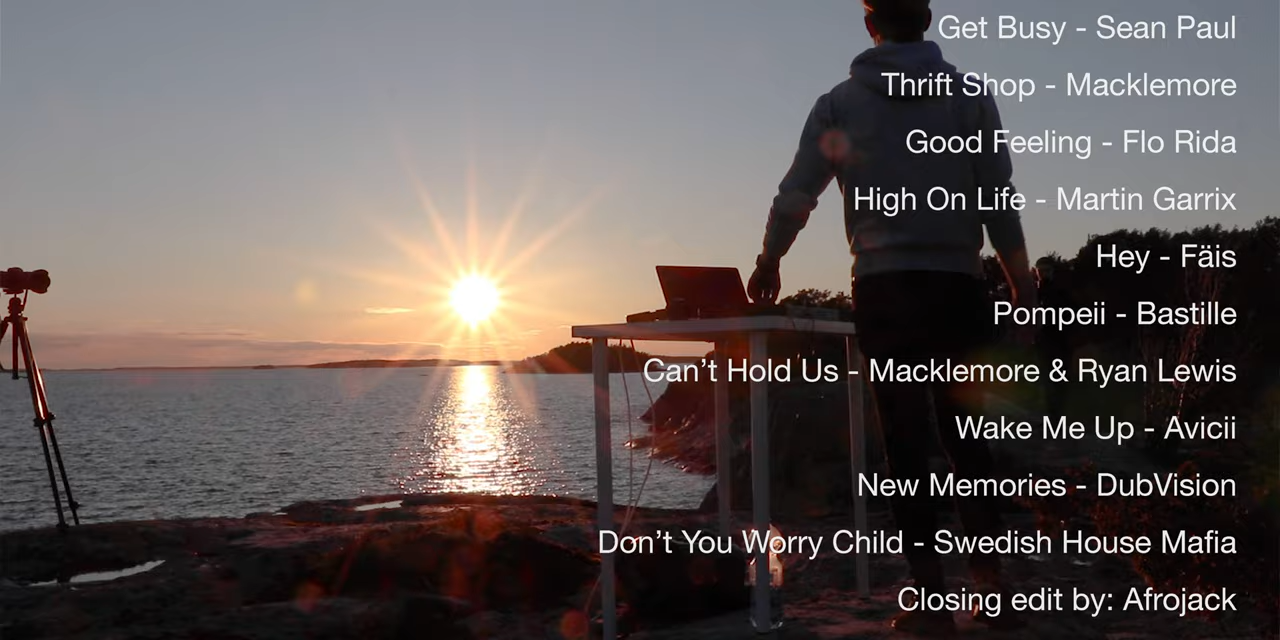 Get Busy - Sean Paul
Thrift Shop - Macklemore
Good Feeling - Flo Rida
High On Life - Martin Garrix
Hey - Fäis
Pompeii - Bastille
Can’t Hold Us - Macklemore & Ryan Lewis
Wake Me Up - Avicii
New Memories - DubVision
Don’t You Worry Child - Swedish House Mafia
Closing edit by: Afrojack